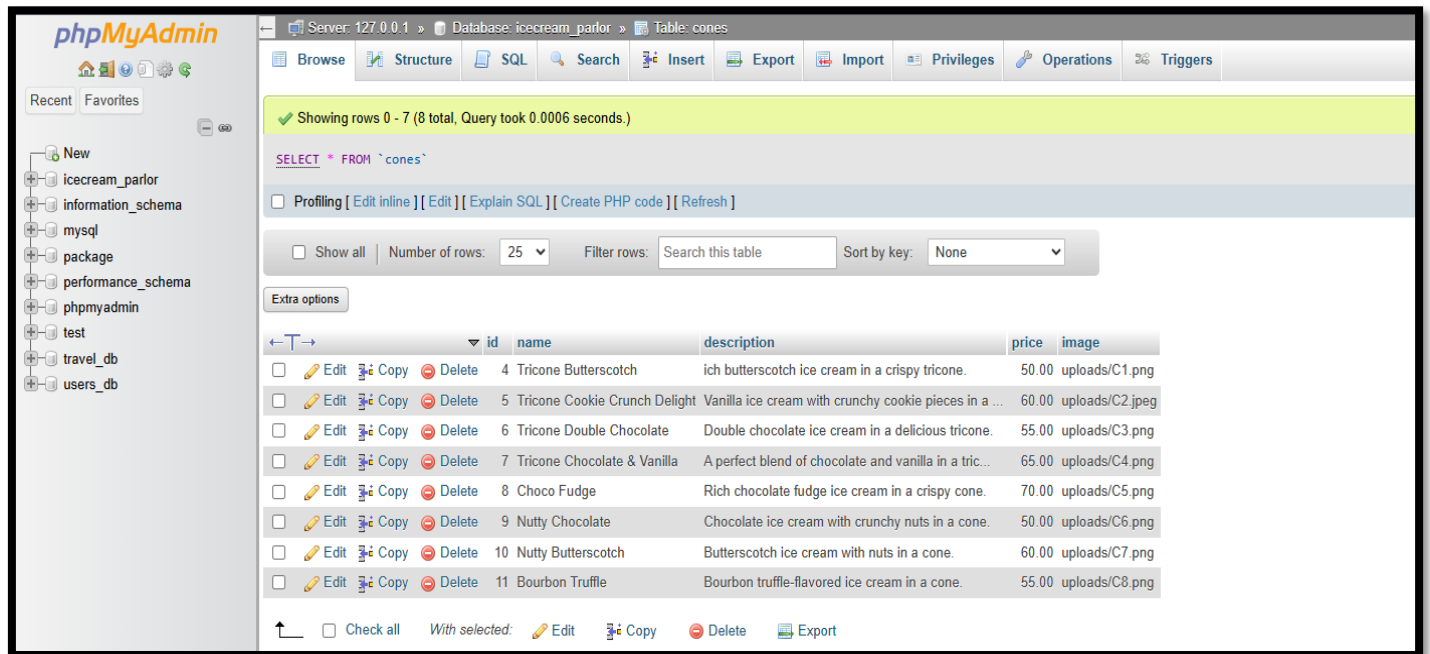 phpMyAdmin
Recent Favorites
New
icecream_parlor
information_schema
mysql
package
performance_schema
phpmyadmin
test
travel_db
users_db
Server: 127.0.0.1 » Database: icecream_parlor » Table: cones
Browse Structure SQL Search Insert Export Import Privileges Operations Triggers
Showing rows 0 - 7 (8 total, Query took 0.0006 seconds.)
SELECT * FROM `cones`
Profiling [ Edit inline ] [ Edit ] [ Explain SQL ] [ Create PHP code ] [ Refresh ]
Show all | Number of rows: 25 Filter rows: Search this table Sort by key: None
Extra options
←T→ id name description price image
Edit Copy Delete 4 Tricone Butterscotch ich butterscotch ice cream in a crispy tricone. 50.00 uploads/C1.png
Edit Copy Delete 5 Tricone Cookie Crunch Delight Vanilla ice cream with crunchy cookie pieces in a ... 60.00 uploads/C2.jpeg
Edit Copy Delete 6 Tricone Double Chocolate Double chocolate ice cream in a delicious tricone. 55.00 uploads/C3.png
Edit Copy Delete 7 Tricone Chocolate & Vanilla A perfect blend of chocolate and vanilla in a tric... 65.00 uploads/C4.png
Edit Copy Delete 8 Choco Fudge Rich chocolate fudge ice cream in a crispy cone. 70.00 uploads/C5.png
Edit Copy Delete 9 Nutty Chocolate Chocolate ice cream with crunchy nuts in a cone. 50.00 uploads/C6.png
Edit Copy Delete 10 Nutty Butterscotch Butterscotch ice cream with nuts in a cone. 60.00 uploads/C7.png
Edit Copy Delete 11 Bourbon Truffle Bourbon truffle-flavored ice cream in a cone. 55.00 uploads/C8.png
Check all With selected: Edit Copy Delete Export